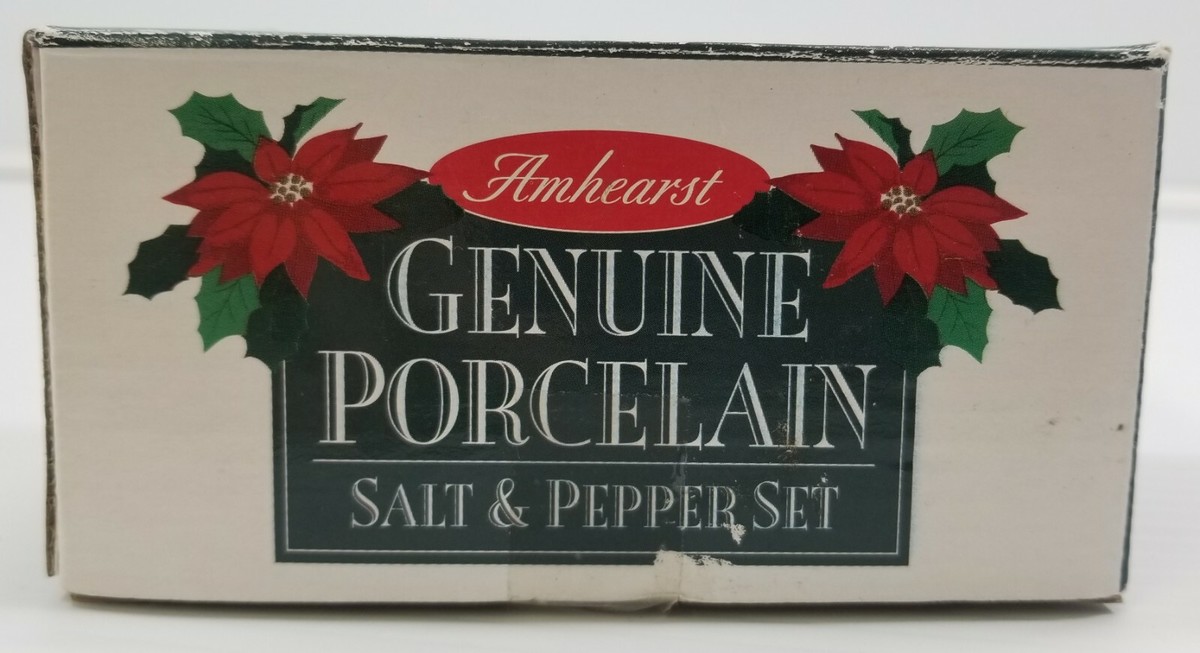 Amhearst
GENUINE
PORCELAIN
SALT & PEPPER SET